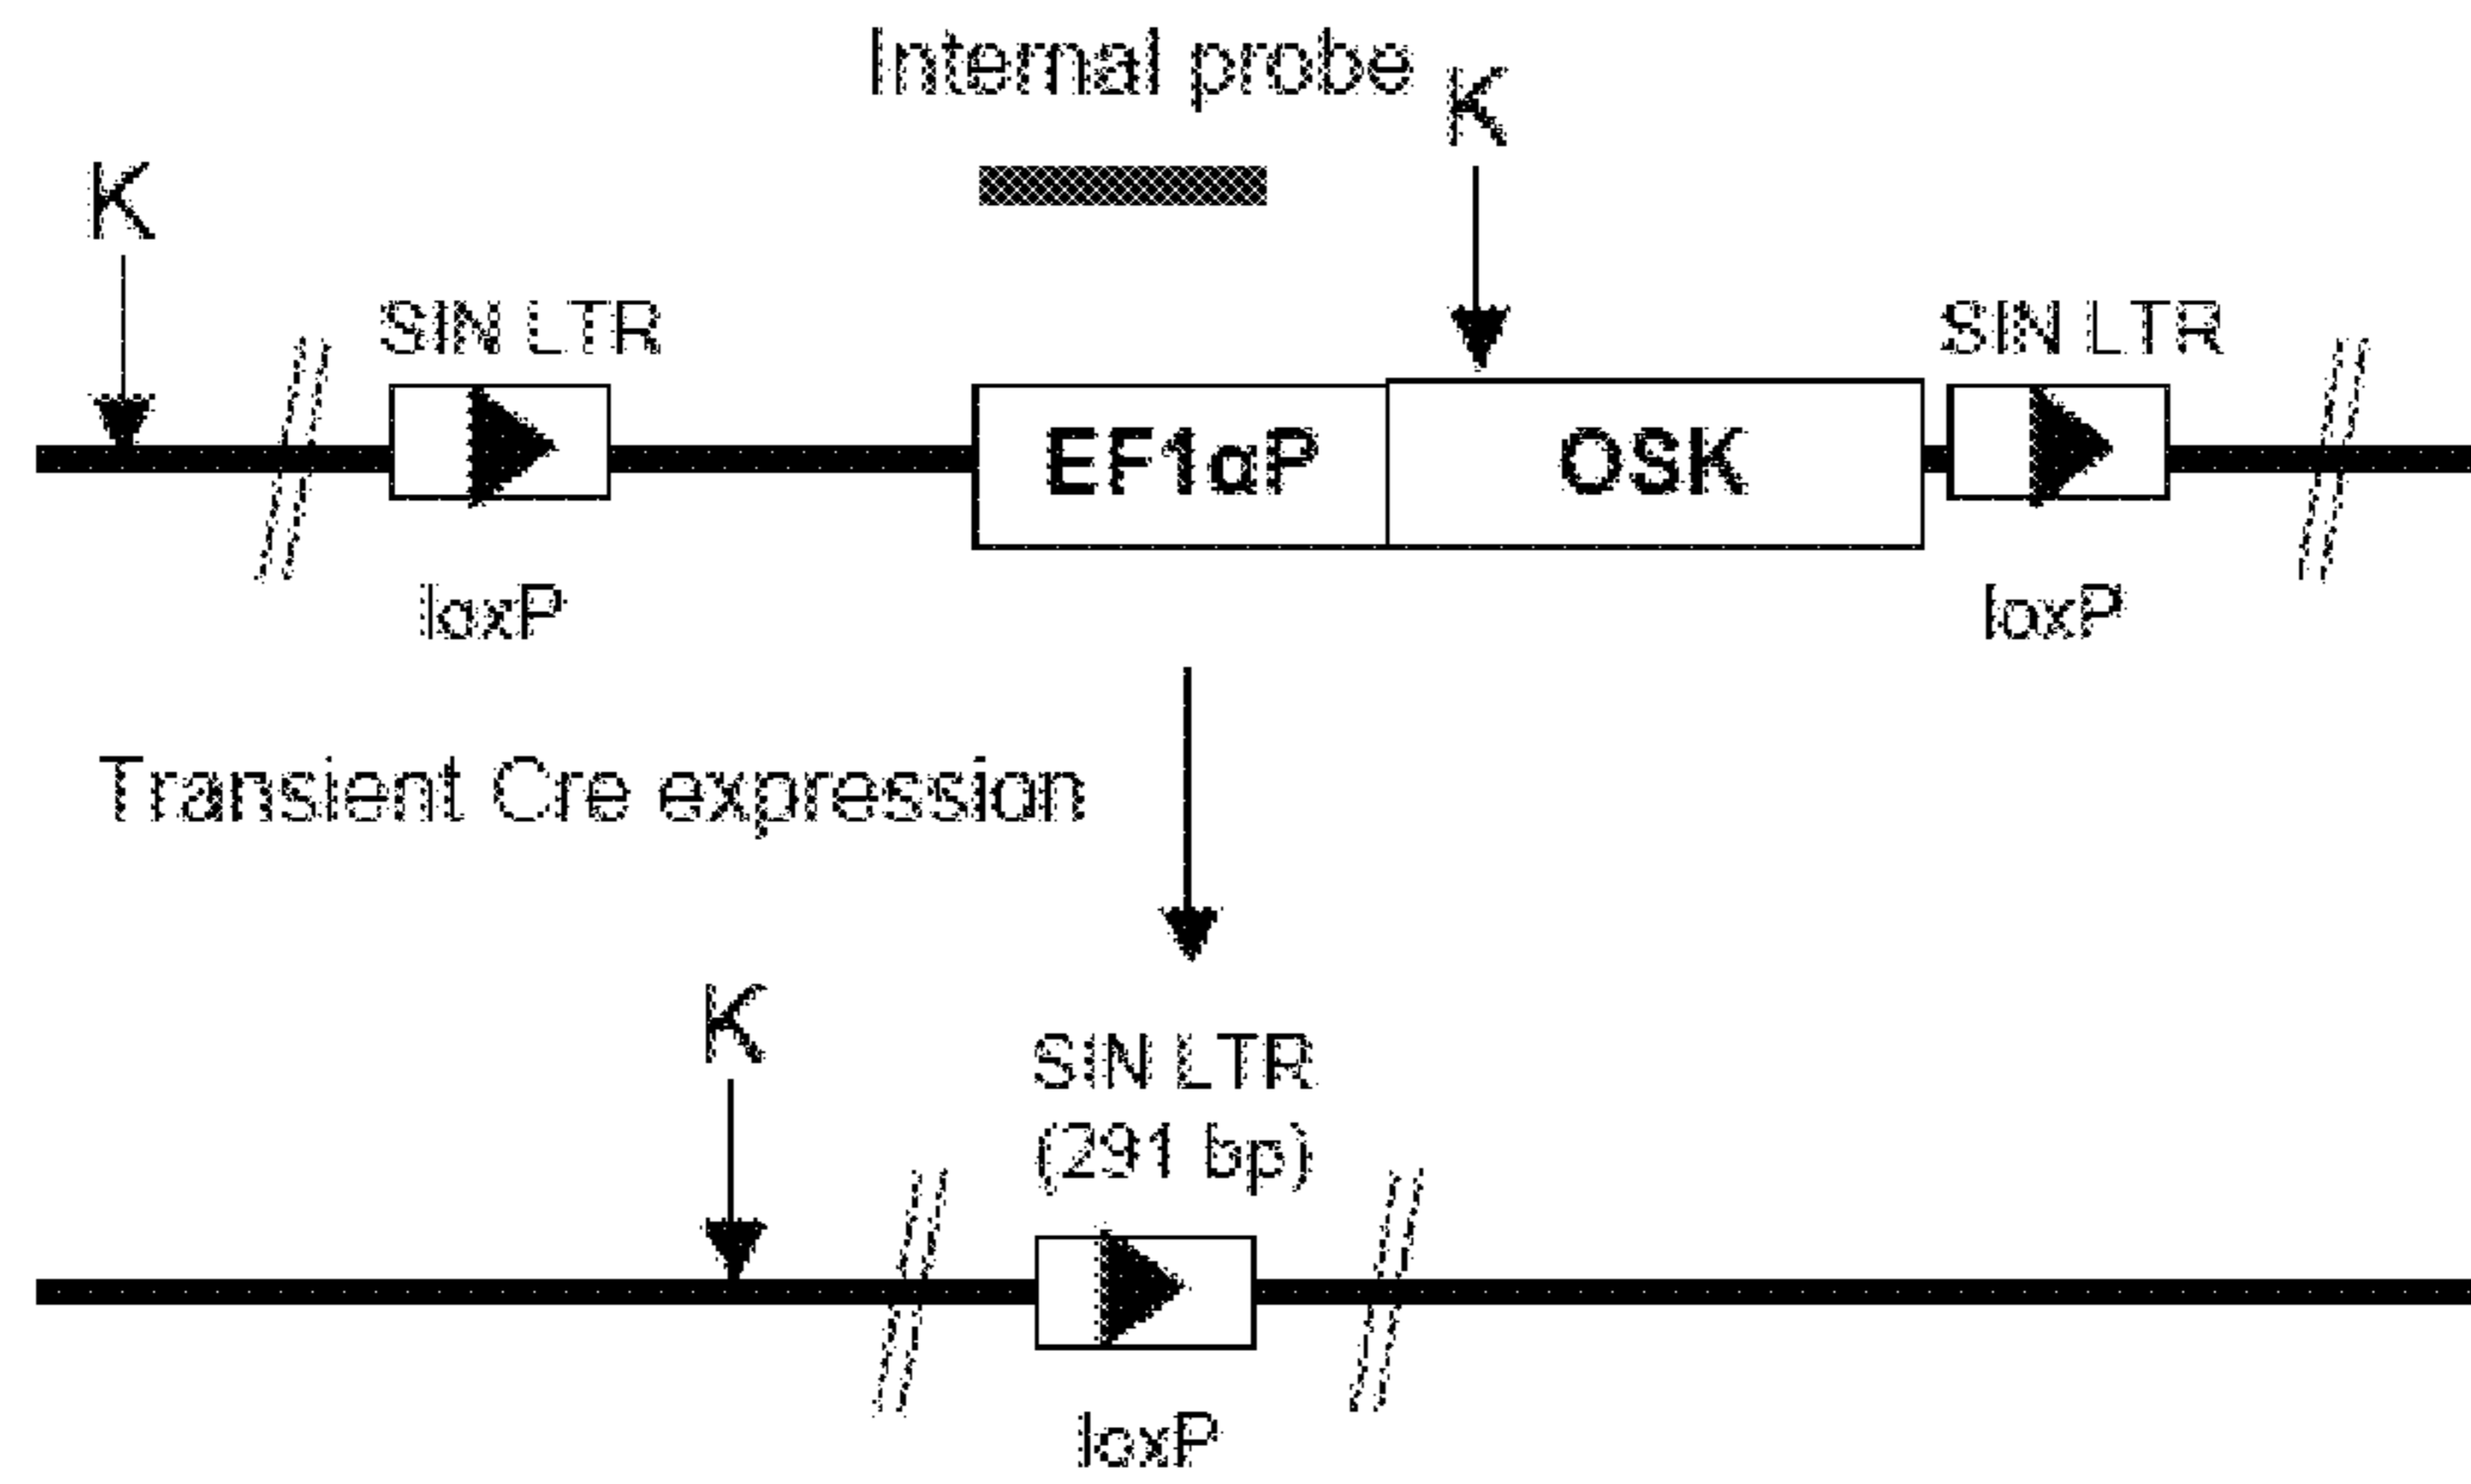 Internal probe
K
K
SIN LTR
SIN LTR
EF1αP
OSK
loxP
loxP
Transient Cre expression
K
SIN LTR
(291 bp)
loxP